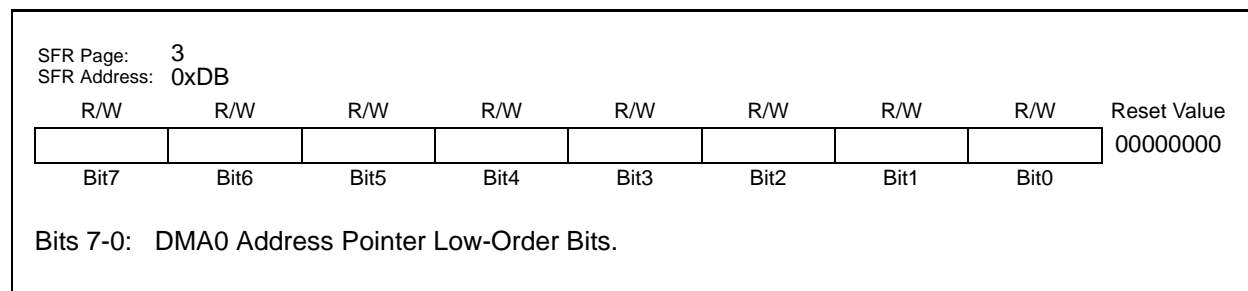 SFR Page: 3
SFR Address: 0xDB
R/W R/W R/W R/W R/W R/W R/W R/W Reset Value
00000000
Bit7 Bit6 Bit5 Bit4 Bit3 Bit2 Bit1 Bit0
Bits 7-0: DMA0 Address Pointer Low-Order Bits.